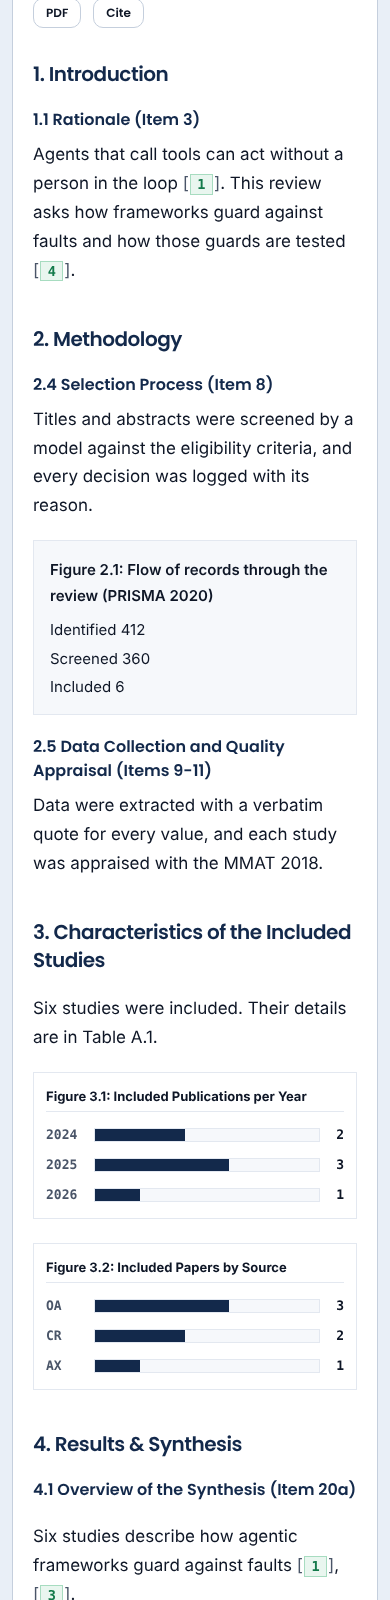 PDF Cite
1. Introduction
1.1 Rationale (Item 3)
Agents that call tools can act without a
person in the loop [ 1 ]. This review
asks how frameworks guard against
faults and how those guards are tested
[ 4 ].
2. Methodology
2.4 Selection Process (Item 8)
Titles and abstracts were screened by a
model against the eligibility criteria, and
every decision was logged with its
reason.
Figure 2.1: Flow of records through the
review (PRISMA 2020)
Identified 412
Screened 360
Included 6
2.5 Data Collection and Quality
Appraisal (Items 9-11)
Data were extracted with a verbatim
quote for every value, and each study
was appraised with the MMAT 2018.
3. Characteristics of the Included
Studies
Six studies were included. Their details
are in Table A.1.
Figure 3.1: Included Publications per Year
2024 2
2025 3
2026 1
Figure 3.2: Included Papers by Source
OA 3
CR 2
AX 1
4. Results & Synthesis
4.1 Overview of the Synthesis (Item 20a)
Six studies describe how agentic
frameworks guard against faults [ 1 ],
[ 3 ].